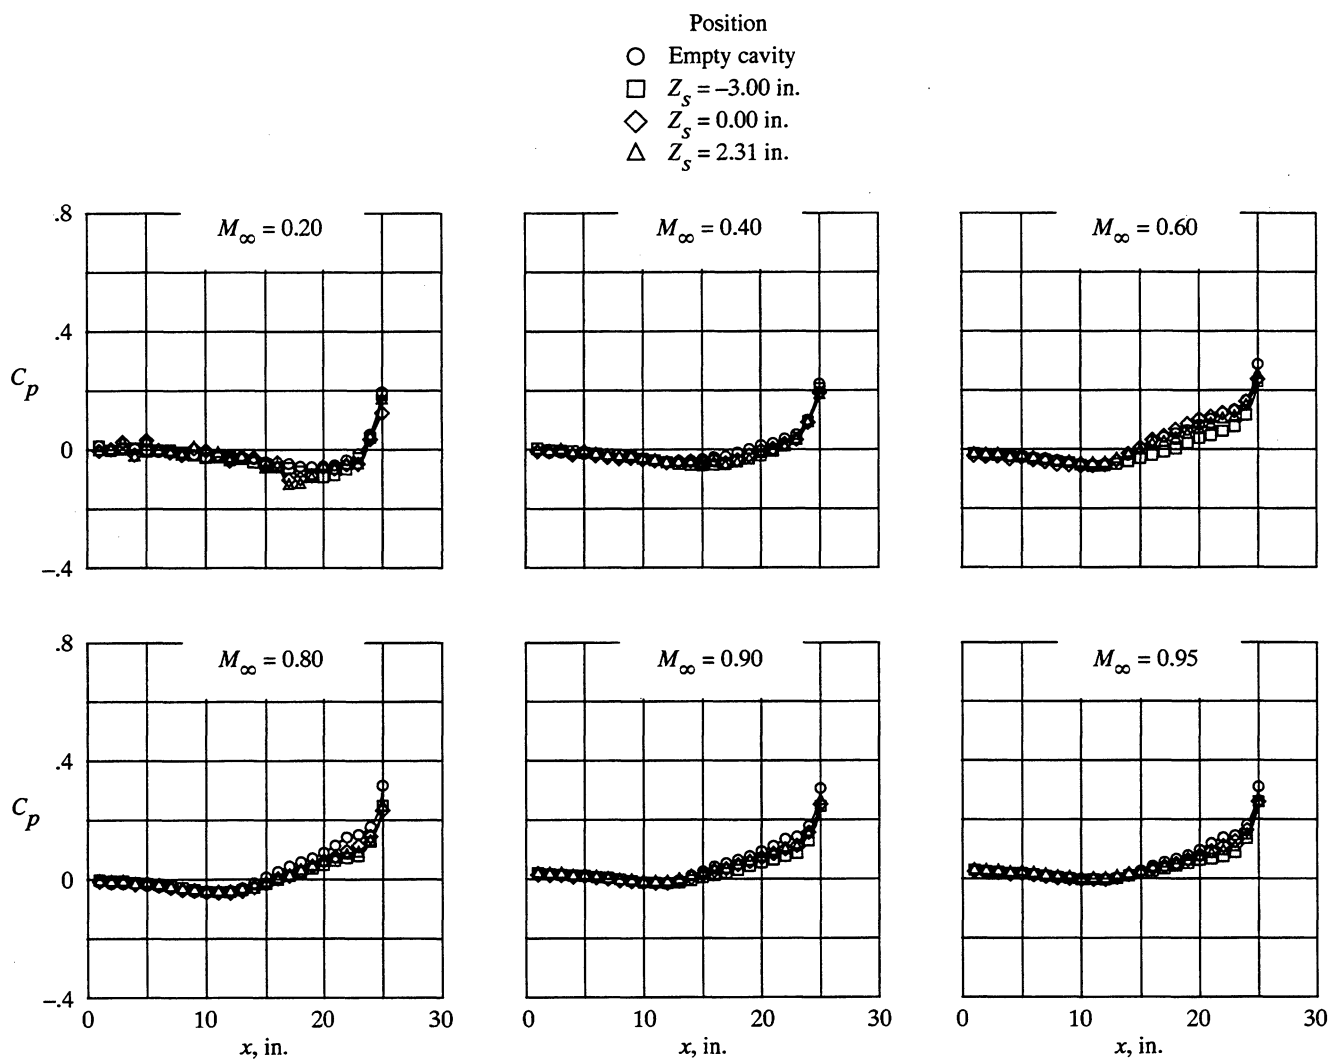 Position
Empty cavity
Z_s = –3.00 in.
Z_s = 0.00 in.
Z_s = 2.31 in.
M_∞ = 0.20
M_∞ = 0.40
M_∞ = 0.60
.8
.4
C_p
0
–.4
M_∞ = 0.80
M_∞ = 0.90
M_∞ = 0.95
.8
.4
C_p
0
–.4
0 10 20 30 0 10 20 30 0 10 20 30
x, in. x, in. x, in.